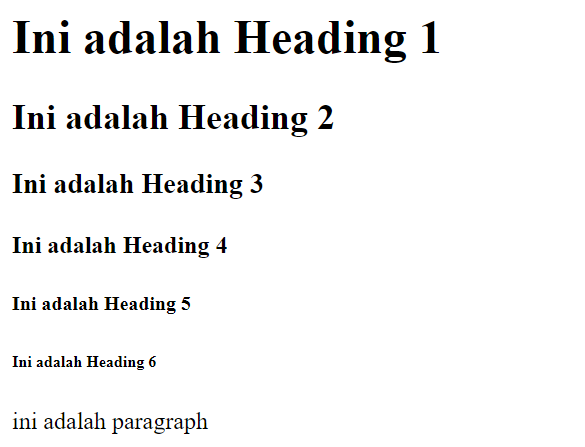 Ini adalah Heading 1
Ini adalah Heading 2
Ini adalah Heading 3
Ini adalah Heading 4
Ini adalah Heading 5
Ini adalah Heading 6
ini adalah paragraph